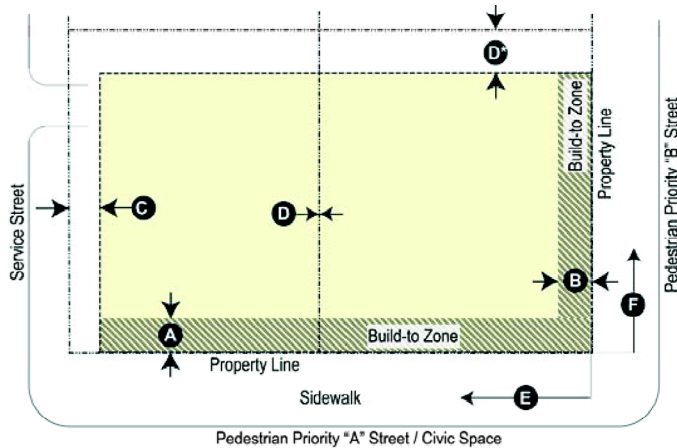 D*
Build-to Zone
Property Line
Pedestrian Priority "B" Street
Service Street
C
D
B
F
A
Build-to Zone
Property Line
Sidewalk
E
Pedestrian Priority "A" Street / Civic Space